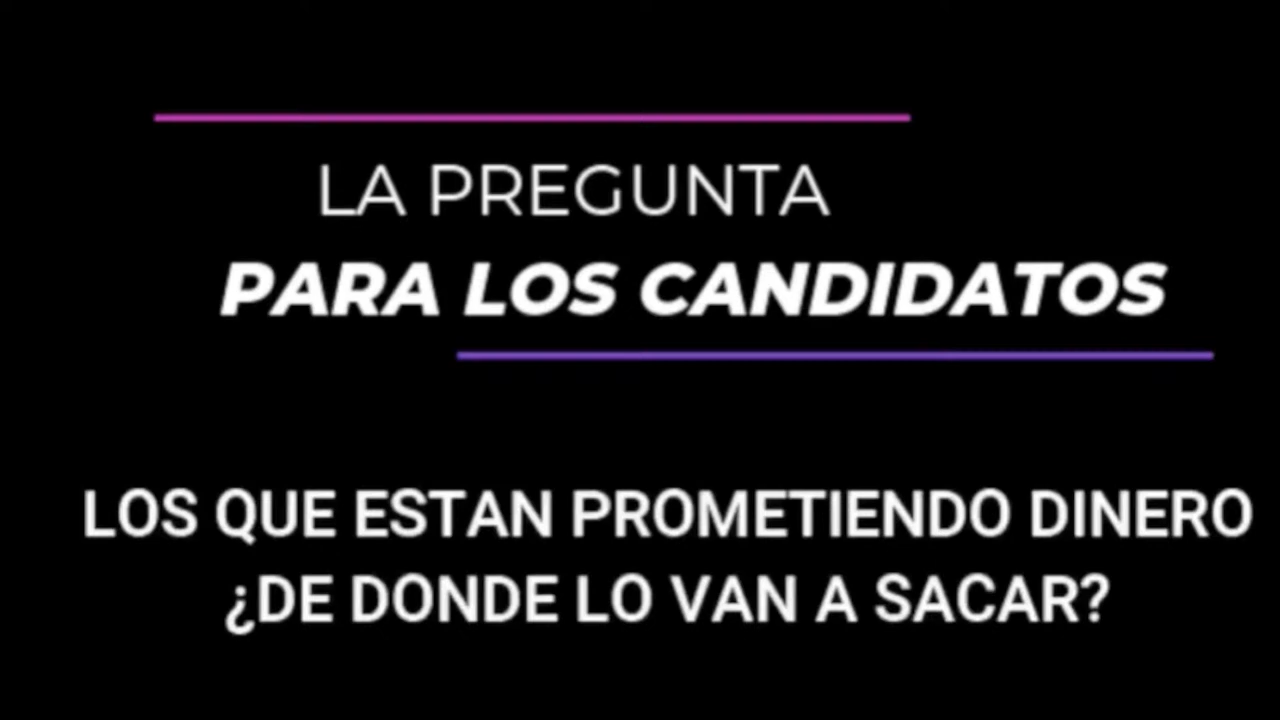 LA PREGUNTA
PARA LOS CANDIDATOS
LOS QUE ESTAN PROMETIENDO DINERO
¿DE DONDE LO VAN A SACAR?